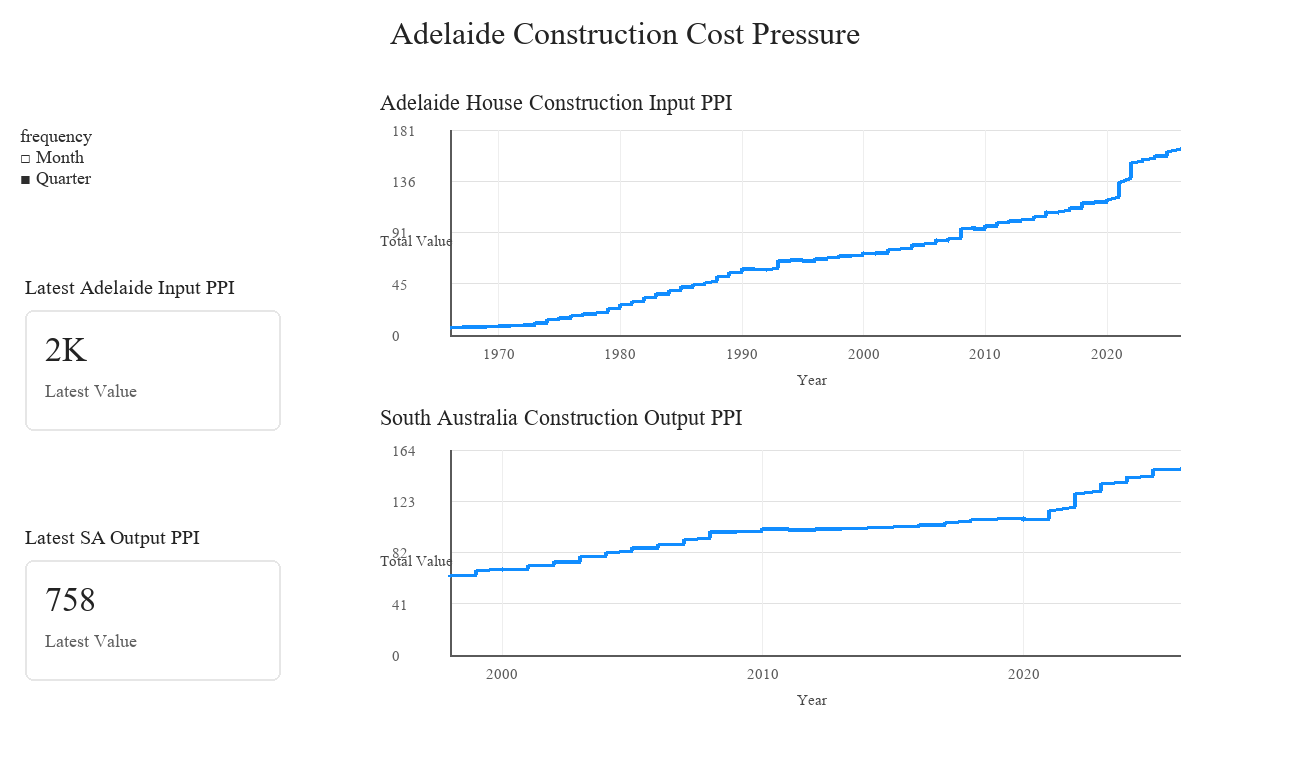 Adelaide Construction Cost Pressure
frequency
□ Month
■ Quarter
Latest Adelaide Input PPI
2K
Latest Value
Latest SA Output PPI
758
Latest Value
Adelaide House Construction Input PPI
181
136
91
Total Value
45
0
1970 1980 1990 2000 2010 2020
Year
South Australia Construction Output PPI
164
123
82
Total Value
41
0
2000 2010 2020
Year